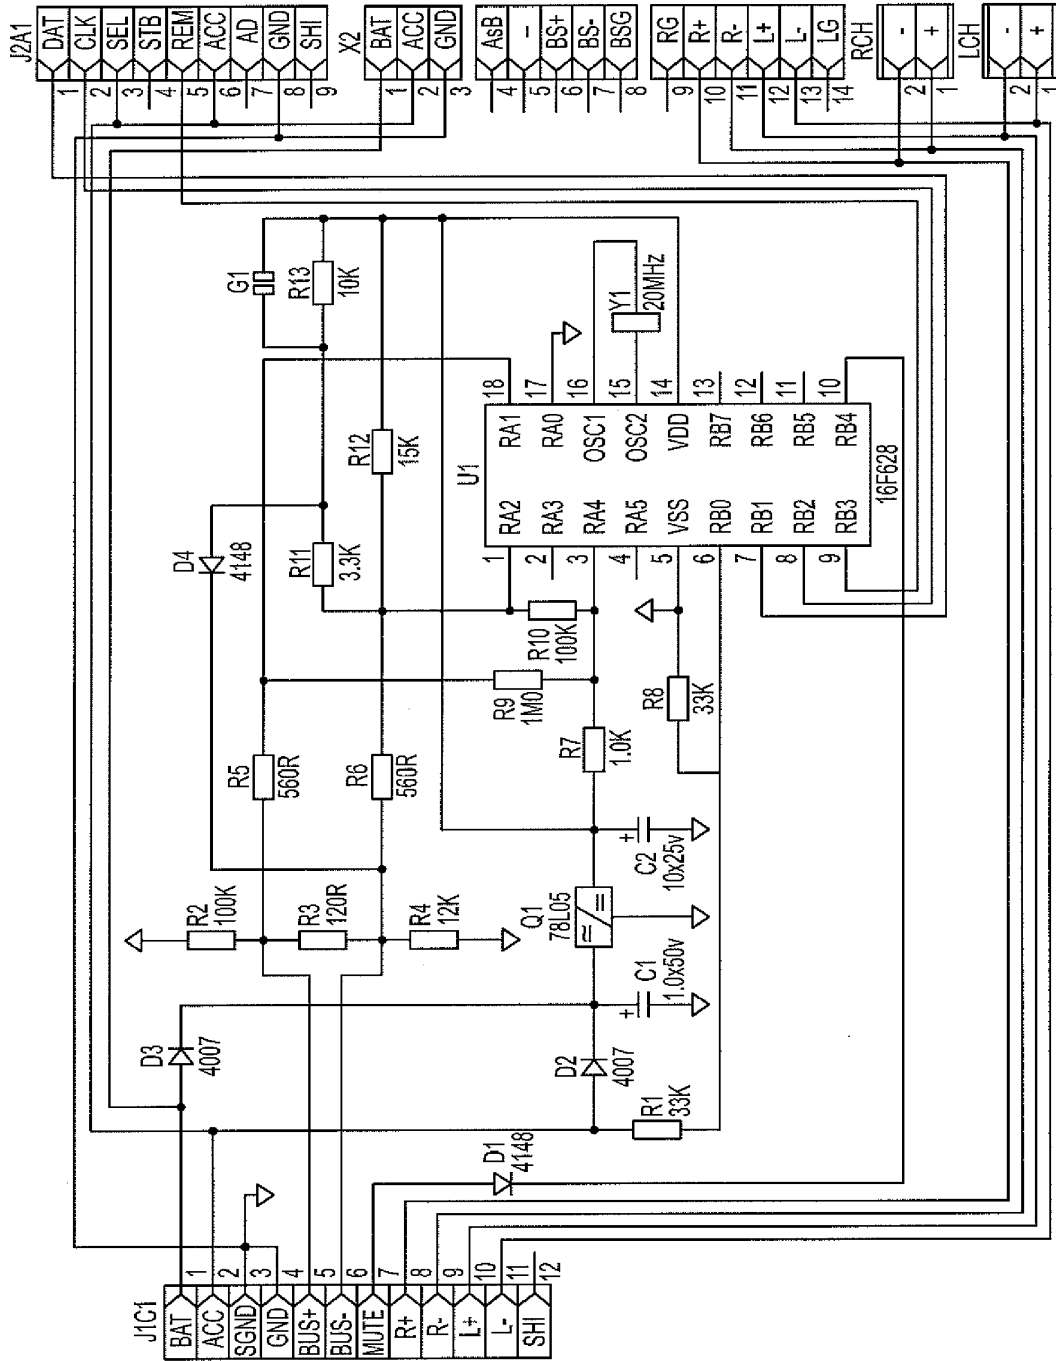 J2A1
DAT
CLK
SEL
STB
REM
ACC
AD
GND
SHI
1
2
3
4
5
6
7
8
9
X2
BAT
ACC
GND
1
2
3
AsB
-
BS+
BS-
BSG
4
5
6
7
8
RG
R+
R-
L+
L-
LG
9
10
11
12
13
14
RCH
-
+
2
1
LCH
-
+
2
1
G1
R13
10K
R12
15K
D4
4148
R11
3.3K
Y1
20MHz
U1
18
17
16
15
14
13
12
11
10
RA1
RA0
OSC1
OSC2
VDD
RB7
RB6
RB5
RB4
RA2
RA3
RA4
RA5
VSS
RB0
RB1
RB2
RB3
16F628
1
2
3
4
5
6
7
8
9
R10
100K
R9
1M0
R8
33K
R5
560R
R6
560R
R7
1.0K
R2
100K
R3
120R
R4
12K
Q1
78L05
+
C2
10x25v
+
C1
1.0x50v
D3
4007
D2
4007
R1
33K
D1
4148
J1C1
BAT
ACC
SGND
GND
BUS+
BUS-
MUTE
R+
R-
L+
L-
SHI
1
2
3
4
5
6
7
8
9
10
11
12